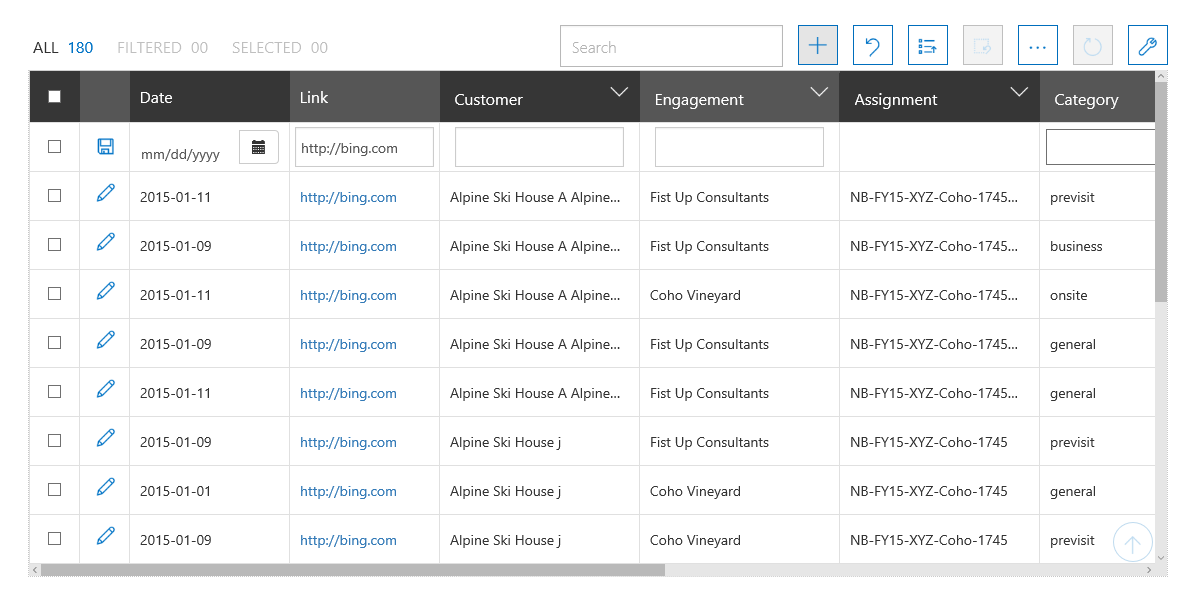 ALL 180 FILTERED 00 SELECTED 00 Search
Date Link Customer Engagement Assignment Category
mm/dd/yyyy http://bing.com
2015-01-11 http://bing.com Alpine Ski House A Alpine... Fist Up Consultants NB-FY15-XYZ-Coho-1745... previsit
2015-01-09 http://bing.com Alpine Ski House A Alpine... Fist Up Consultants NB-FY15-XYZ-Coho-1745... business
2015-01-11 http://bing.com Alpine Ski House A Alpine... Coho Vineyard NB-FY15-XYZ-Coho-1745... onsite
2015-01-09 http://bing.com Alpine Ski House A Alpine... Fist Up Consultants NB-FY15-XYZ-Coho-1745... general
2015-01-11 http://bing.com Alpine Ski House A Alpine... Fist Up Consultants NB-FY15-XYZ-Coho-1745... general
2015-01-09 http://bing.com Alpine Ski House j Fist Up Consultants NB-FY15-XYZ-Coho-1745 previsit
2015-01-01 http://bing.com Alpine Ski House j Coho Vineyard NB-FY15-XYZ-Coho-1745 general
2015-01-09 http://bing.com Alpine Ski House j Coho Vineyard NB-FY15-XYZ-Coho-1745 previsit